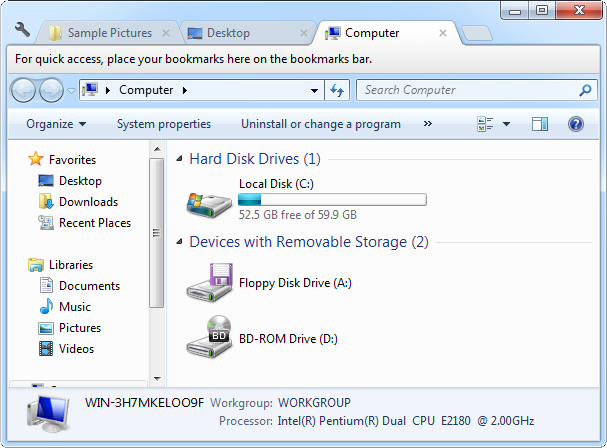 Sample Pictures
Desktop
Computer
For quick access, place your bookmarks here on the bookmarks bar.
Computer
Search Computer
Organize
System properties
Uninstall or change a program
»
Favorites
Desktop
Downloads
Recent Places
Libraries
Documents
Music
Pictures
Videos
Hard Disk Drives (1)
Local Disk (C:)
52.5 GB free of 59.9 GB
Devices with Removable Storage (2)
Floppy Disk Drive (A:)
BD
BD-ROM Drive (D:)
WIN-3H7MKELOO9F Workgroup: WORKGROUP
Processor: Intel(R) Pentium(R) Dual CPU E2180 @ 2.00GHz